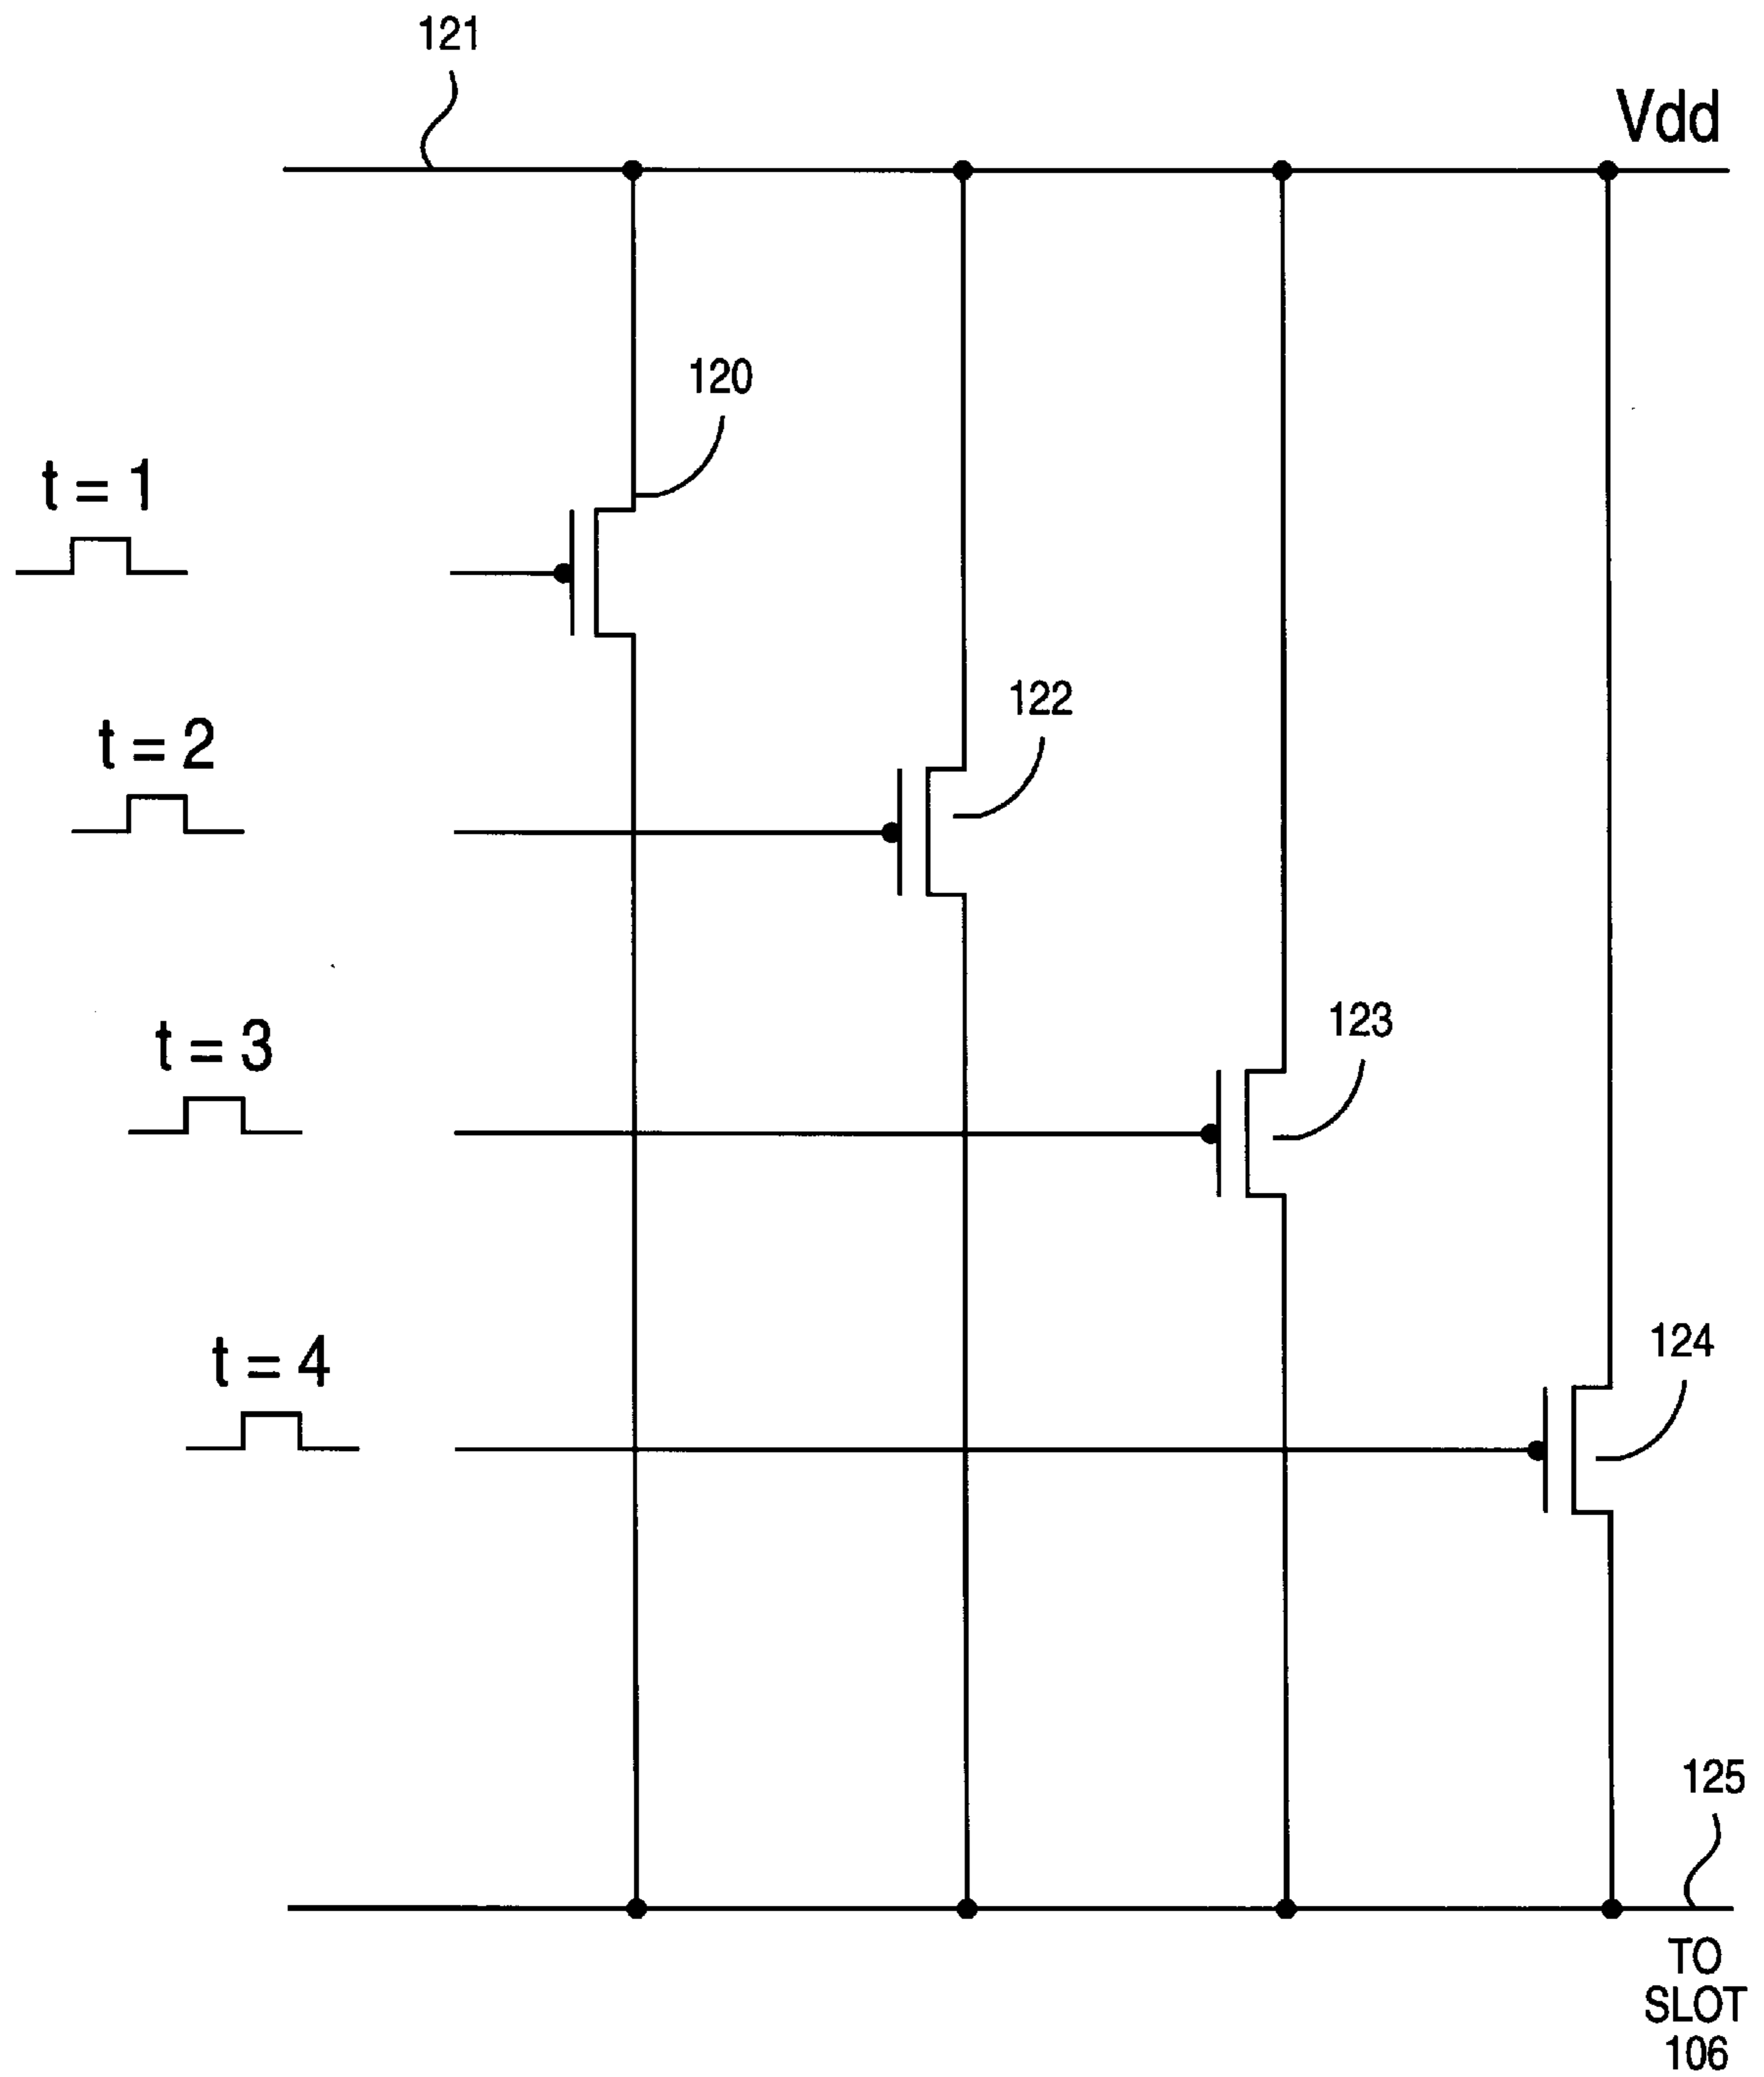 121
Vdd
120
t = 1
122
t = 2
123
t = 3
124
t = 4
125
TO
SLOT
106